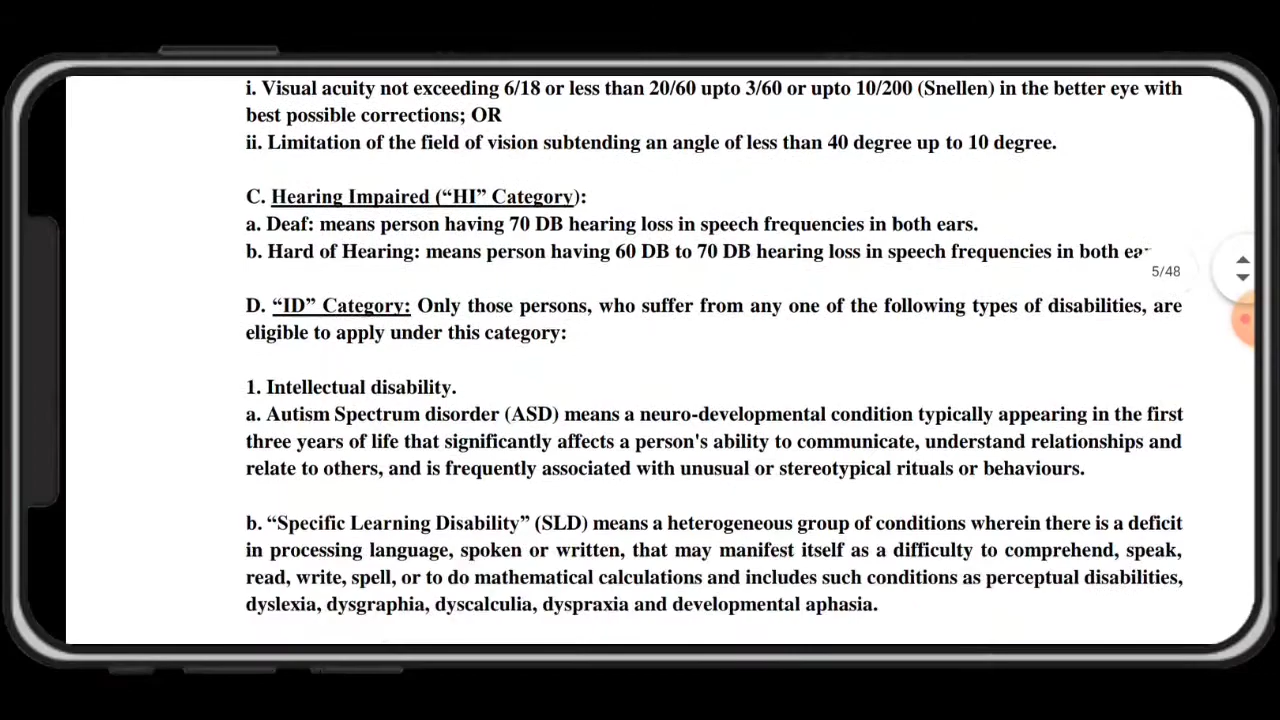 i. Visual acuity not exceeding 6/18 or less than 20/60 upto 3/60 or upto 10/200 (Snellen) in the better eye with
best possible corrections; OR
ii. Limitation of the field of vision subtending an angle of less than 40 degree up to 10 degree.
C. Hearing Impaired (“HI” Category):
a. Deaf: means person having 70 DB hearing loss in speech frequencies in both ears.
b. Hard of Hearing: means person having 60 DB to 70 DB hearing loss in speech frequencies in both
5/48
D. “ID” Category: Only those persons, who suffer from any one of the following types of disabilities, are
eligible to apply under this category:
1. Intellectual disability.
a. Autism Spectrum disorder (ASD) means a neuro-developmental condition typically appearing in the first
three years of life that significantly affects a person's ability to communicate, understand relationships and
relate to others, and is frequently associated with unusual or stereotypical rituals or behaviours.
b. “Specific Learning Disability” (SLD) means a heterogeneous group of conditions wherein there is a deficit
in processing language, spoken or written, that may manifest itself as a difficulty to comprehend, speak,
read, write, spell, or to do mathematical calculations and includes such conditions as perceptual disabilities,
dyslexia, dysgraphia, dyscalculia, dyspraxia and developmental aphasia.